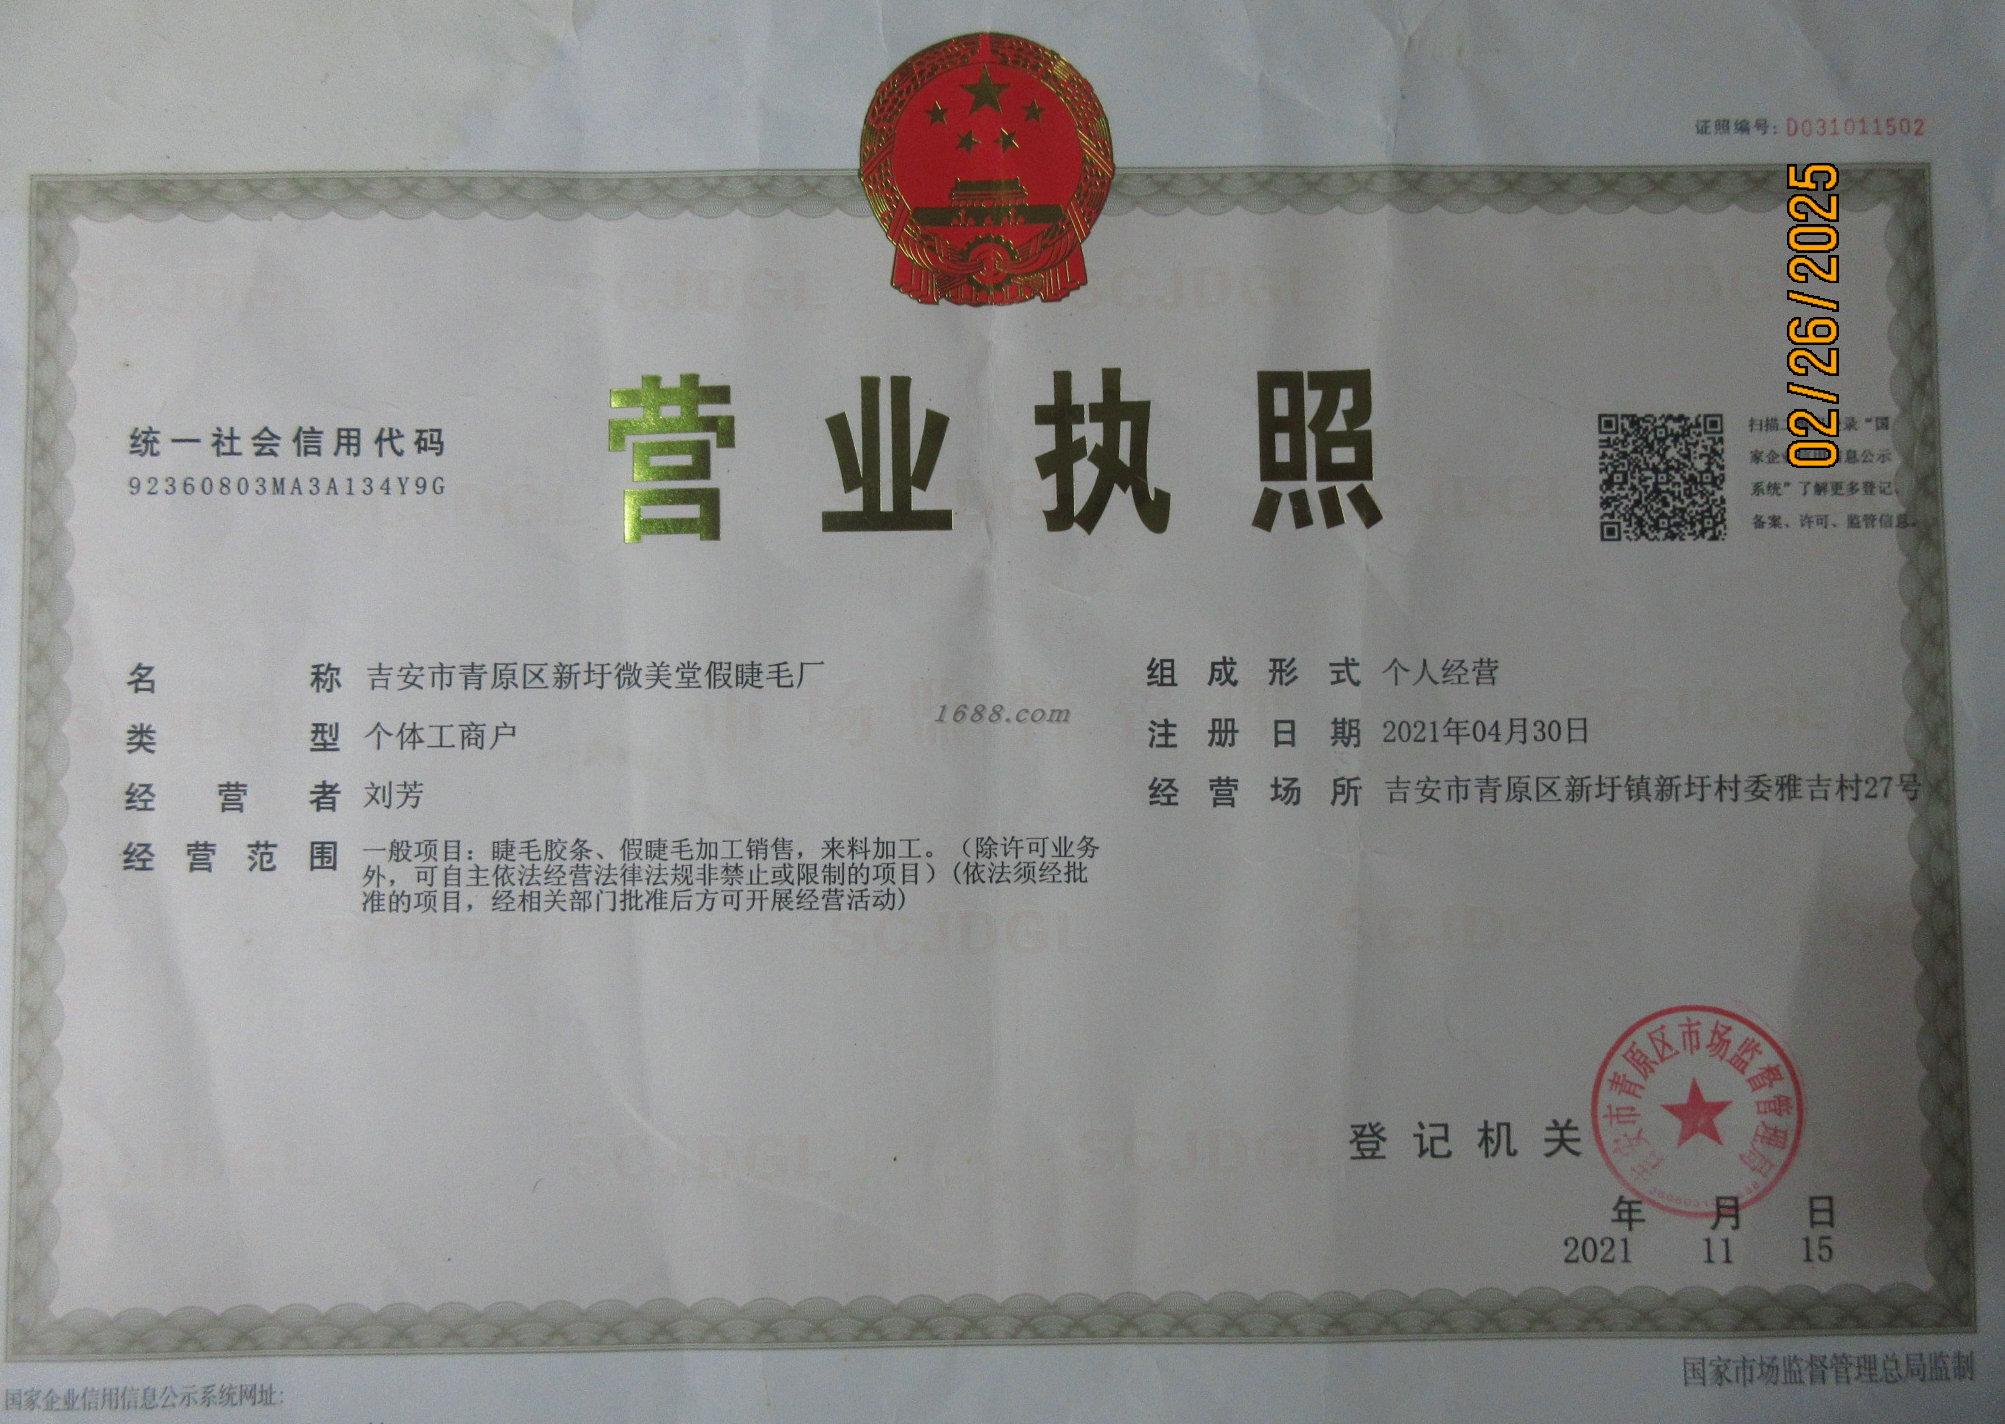 证照编号：D031011502
02/26/2025
营业执照
统一社会信用代码
92360803MA3A134Y9G
扫描 录“国
家企业信用信息公示
系统”了解更多登记、
备案、许可、监管信息。
名称 吉安市青原区新圩微美堂假睫毛厂
类型 个体工商户
经营者 刘芳
经营范围 一般项目：睫毛胶条、假睫毛加工销售，来料加工。（除许可业务
外，可自主依法经营法律法规非禁止或限制的项目）(依法须经批
准的项目，经相关部门批准后方可开展经营活动)
组成形式 个人经营
注册日期 2021年04月30日
经营场所 吉安市青原区新圩镇新圩村委雅吉村27号
1688.com
登记机关
吉安市青原区市场监督管理局
年 月 日
2021 11 15
国家企业信用信息公示系统网址：
国家市场监督管理总局监制